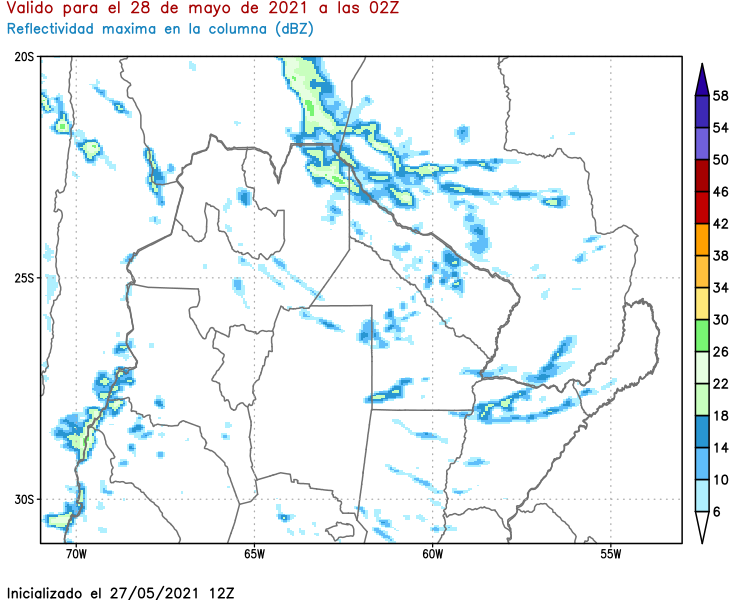 Valido para el 28 de mayo de 2021 a las 02Z
Reflectividad maxima en la columna (dBZ)
20S
25S
30S
70W
65W
60W
55W
58
54
50
46
42
38
34
30
26
22
18
14
10
6
Inicializado el 27/05/2021 12Z